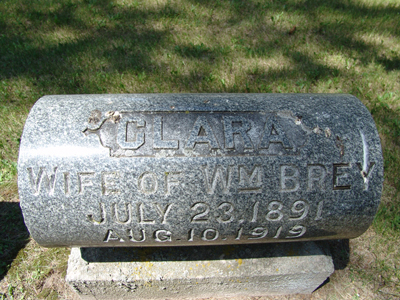 CLARA
WIFE OF WM BREY
JULY 23.1891
AUG.10.1919